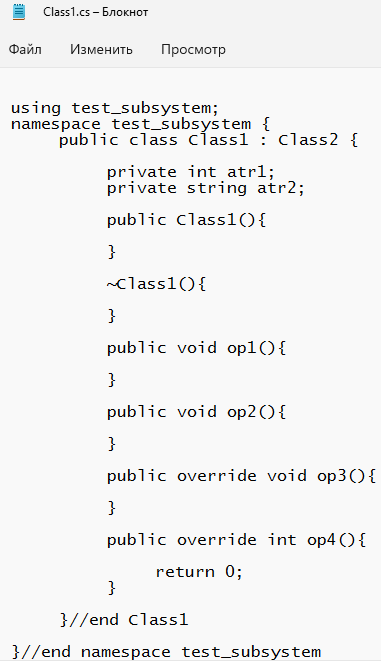 Class1.cs – Блокнот
Файл Изменить Просмотр
using test_subsystem;
namespace test_subsystem {
public class Class1 : Class2 {
private int atr1;
private string atr2;
public Class1(){
}
~Class1(){
}
public void op1(){
}
public void op2(){
}
public override void op3(){
}
public override int op4(){
return 0;
}
}//end Class1
}//end namespace test_subsystem